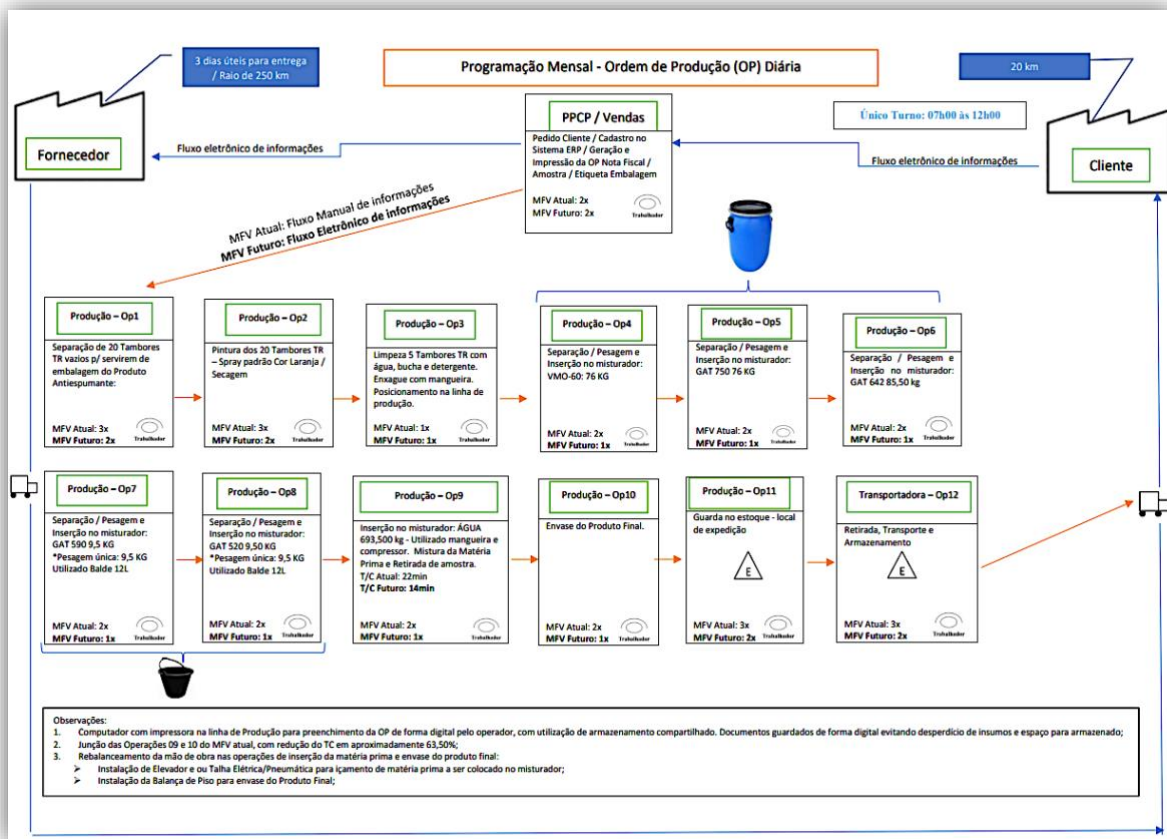 3 dias úteis para entrega
/ Raio de 250 km
Programação Mensal - Ordem de Produção (OP) Diária
20 km
Fornecedor
Fluxo eletrônico de informações
PPCP / Vendas
Pedido Cliente / Cadastro no
Sistema ERP / Geração e
Impressão da OP Nota Fiscal /
Amostra / Etiqueta Embalagem
MFV Atual: 2x
MFV Futuro: 2x
Trabalhador
Único Turno: 07h00 às 12h00
Fluxo eletrônico de informações
Cliente
MFV Atual: Fluxo Manual de informações
MFV Futuro: Fluxo Eletrônico de informações
Produção – Op1
Separação de 20 Tambores
TR vazios p/ servirem de
embalagem do Produto
Antiespumante:
MFV Atual: 3x
MFV Futuro: 2x
Trabalhador
Produção – Op2
Pintura dos 20 Tambores TR
– Spray padrão Cor Laranja /
Secagem
MFV Atual: 3x
MFV Futuro: 2x
Trabalhador
Produção – Op3
Limpeza 5 Tambores TR com
água, bucha e detergente.
Enxague com mangueira.
Posicionamento na linha de
produção.
MFV Atual: 1x
MFV Futuro: 1x
Trabalhador
Produção – Op4
Separação / Pesagem e
Inserção no misturador:
VMO-60: 76 KG
MFV Atual: 2x
MFV Futuro: 1x
Trabalhador
Produção – Op5
Separação / Pesagem e
Inserção no misturador:
GAT 750 76 KG
MFV Atual: 2x
MFV Futuro: 1x
Trabalhador
Produção – Op6
Separação / Pesagem e
Inserção no misturador:
GAT 642 85,50 kg
MFV Atual: 2x
MFV Futuro: 1x
Trabalhador
Produção – Op7
Separação / Pesagem e
Inserção no misturador:
GAT 590 9,5 KG
*Pesagem única: 9,5 KG
Utilizado Balde 12L
MFV Atual: 2x
MFV Futuro: 1x
Trabalhador
Produção – Op8
Separação / Pesagem e
Inserção no misturador:
GAT 520 9,50 KG
*Pesagem única: 9,5 KG
Utilizado Balde 12L
MFV Atual: 2x
MFV Futuro: 1x
Trabalhador
Produção – Op9
Inserção no misturador: ÁGUA
693,500 kg - Utilizado mangueira e
compressor. Mistura da Matéria
Prima e Retirada de amostra.
T/C Atual: 22min
T/C Futuro: 14min
MFV Atual: 2x
MFV Futuro: 1x
Trabalhador
Produção – Op10
Envase do Produto Final.
MFV Atual: 2x
MFV Futuro: 1x
Trabalhador
Produção – Op11
Guarda no estoque - local
de expedição
E
MFV Atual: 3x
MFV Futuro: 2x
Trabalhador
Transportadora – Op12
Retirada, Transporte e
Armazenamento
E
MFV Atual: 3x
MFV Futuro: 2x
Trabalhador
Observações:
1. Computador com impressora na linha de Produção para preenchimento da OP de forma digital pelo operador, com utilização de armazenamento compartilhado. Documentos guardados de forma digital evitando desperdício de insumos e espaço para armazenado;
2. Junção das Operações 09 e 10 do MFV atual, com redução do TC em aproximadamente 63,50%;
3. Rebalanceamento da mão de obra nas operações de inserção da matéria prima e envase do produto final:
➢ Instalação de Elevador e ou Talha Elétrica/Pneumática para içamento de matéria prima a ser colocado no misturador;
➢ Instalação da Balança de Piso para envase do Produto Final;